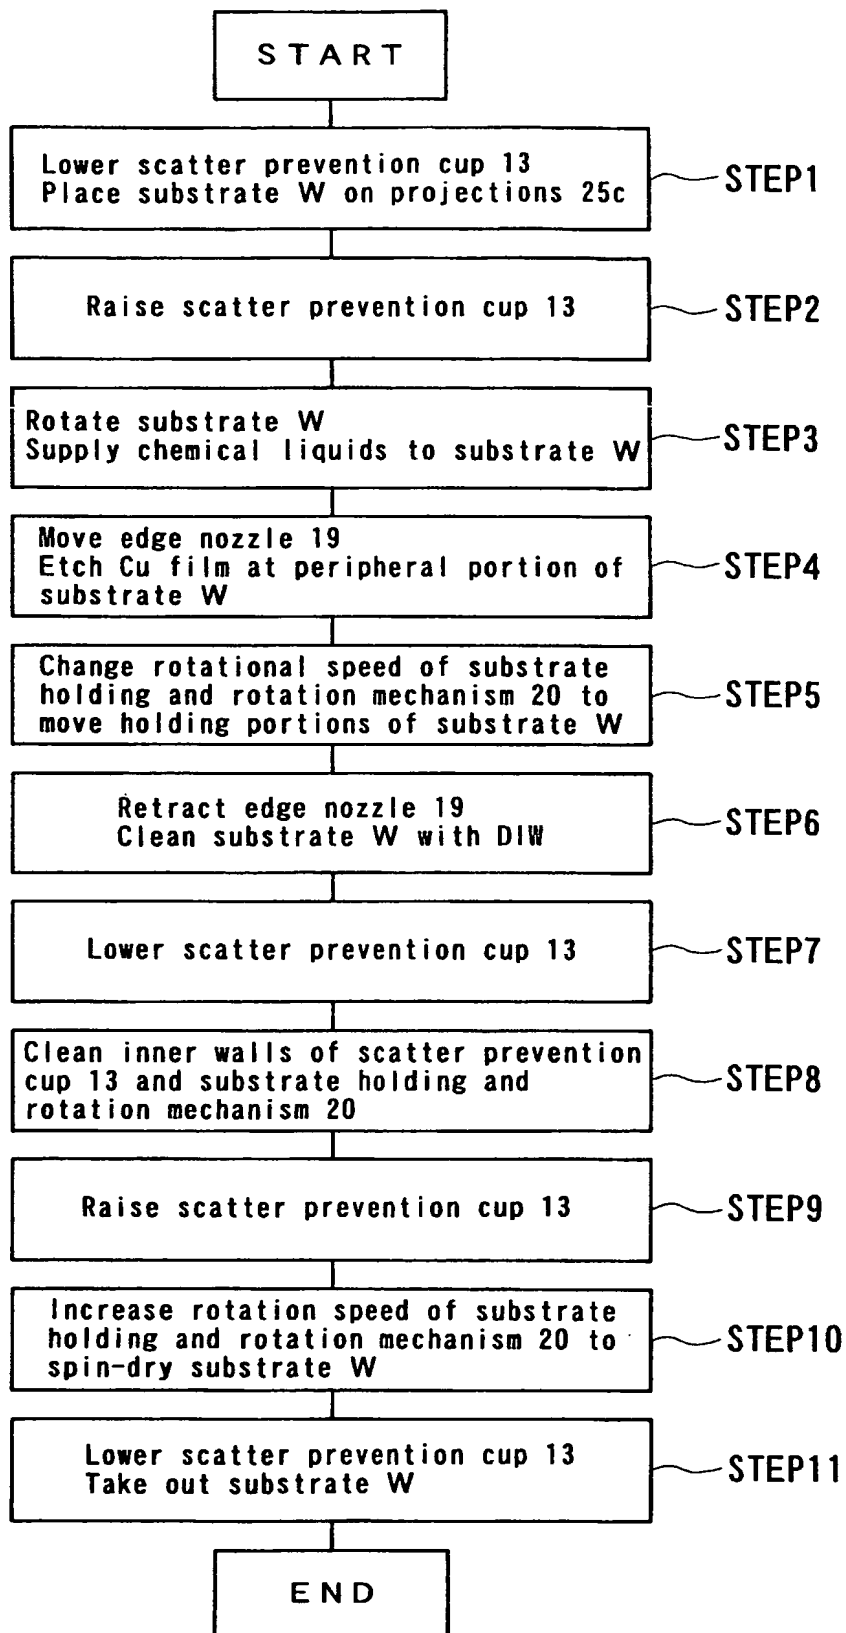 START
Lower scatter prevention cup 13
Place substrate W on projections 25c
STEP1
Raise scatter prevention cup 13
STEP2
Rotate substrate W
Supply chemical liquids to substrate W
STEP3
Move edge nozzle 19
Etch Cu film at peripheral portion of
substrate W
STEP4
Change rotational speed of substrate
holding and rotation mechanism 20 to
move holding portions of substrate W
STEP5
Retract edge nozzle 19
Clean substrate W with DIW
STEP6
Lower scatter prevention cup 13
STEP7
Clean inner walls of scatter prevention
cup 13 and substrate holding and
rotation mechanism 20
STEP8
Raise scatter prevention cup 13
STEP9
Increase rotation speed of substrate
holding and rotation mechanism 20 to
spin-dry substrate W
STEP10
Lower scatter prevention cup 13
Take out substrate W
STEP11
END